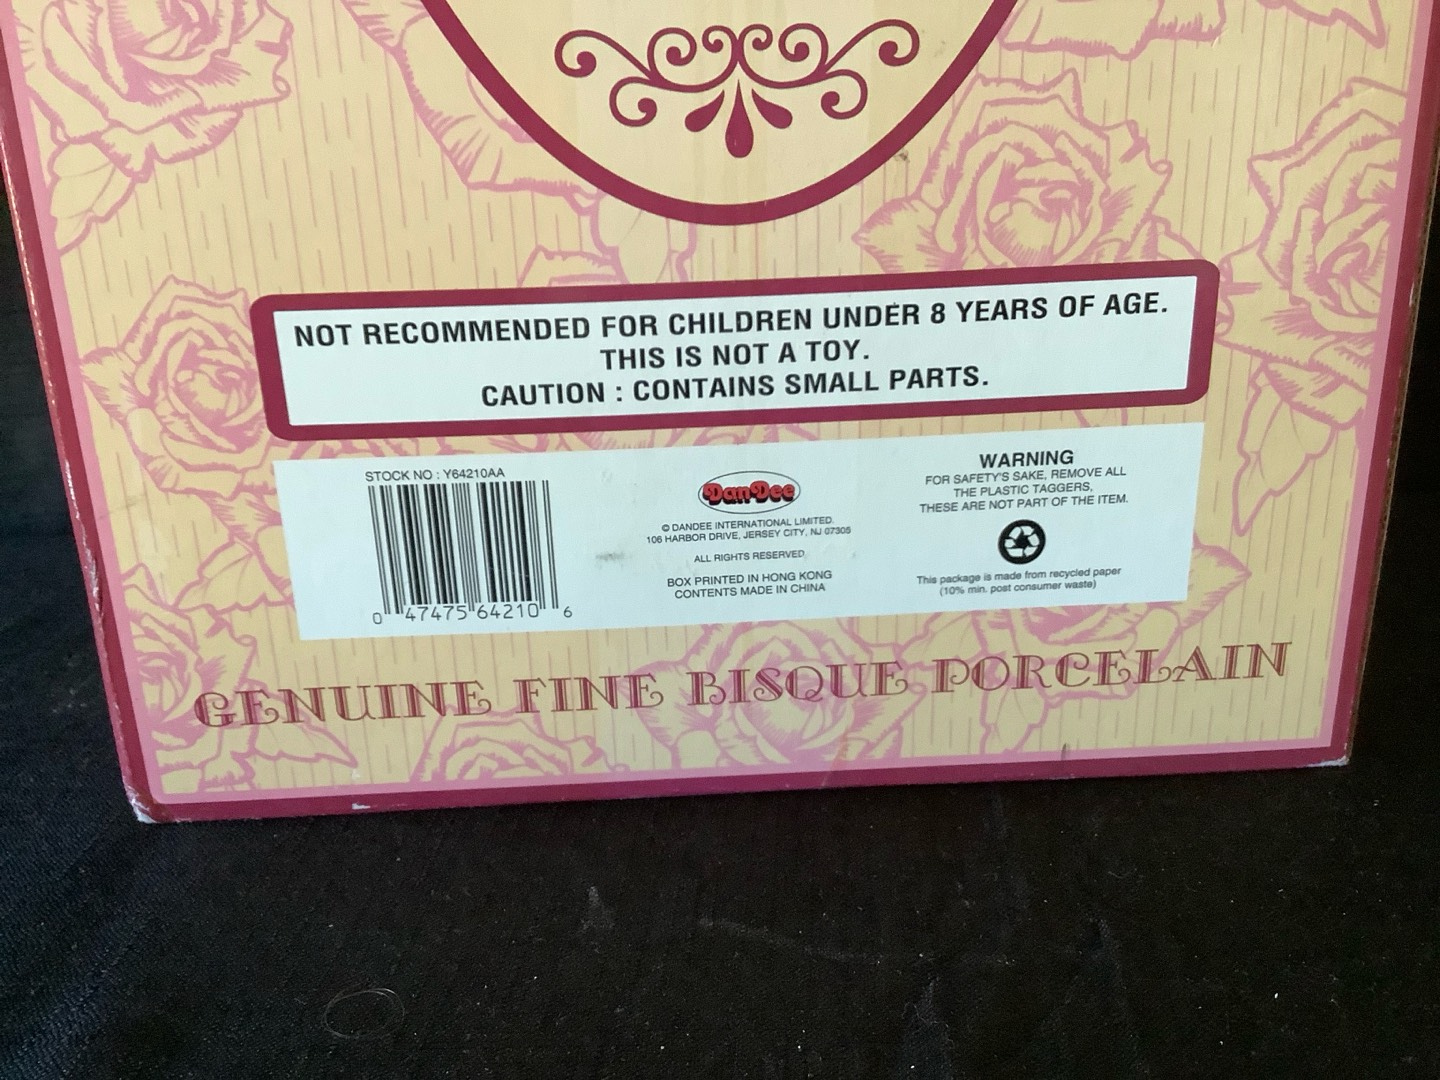 NOT RECOMMENDED FOR CHILDREN UNDER 8 YEARS OF AGE.
THIS IS NOT A TOY.
CAUTION : CONTAINS SMALL PARTS.
STOCK NO : Y64210AA
0 47475 64210 6
DanDee
© DANDEE INTERNATIONAL LIMITED.
106 HARBOR DRIVE, JERSEY CITY, NJ 07305
ALL RIGHTS RESERVED
BOX PRINTED IN HONG KONG
CONTENTS MADE IN CHINA
WARNING
FOR SAFETY'S SAKE, REMOVE ALL
THE PLASTIC TAGGERS,
THESE ARE NOT PART OF THE ITEM.
This package is made from recycled paper
(10% min. post consumer waste)
GENUINE FINE BISQUE PORCELAIN